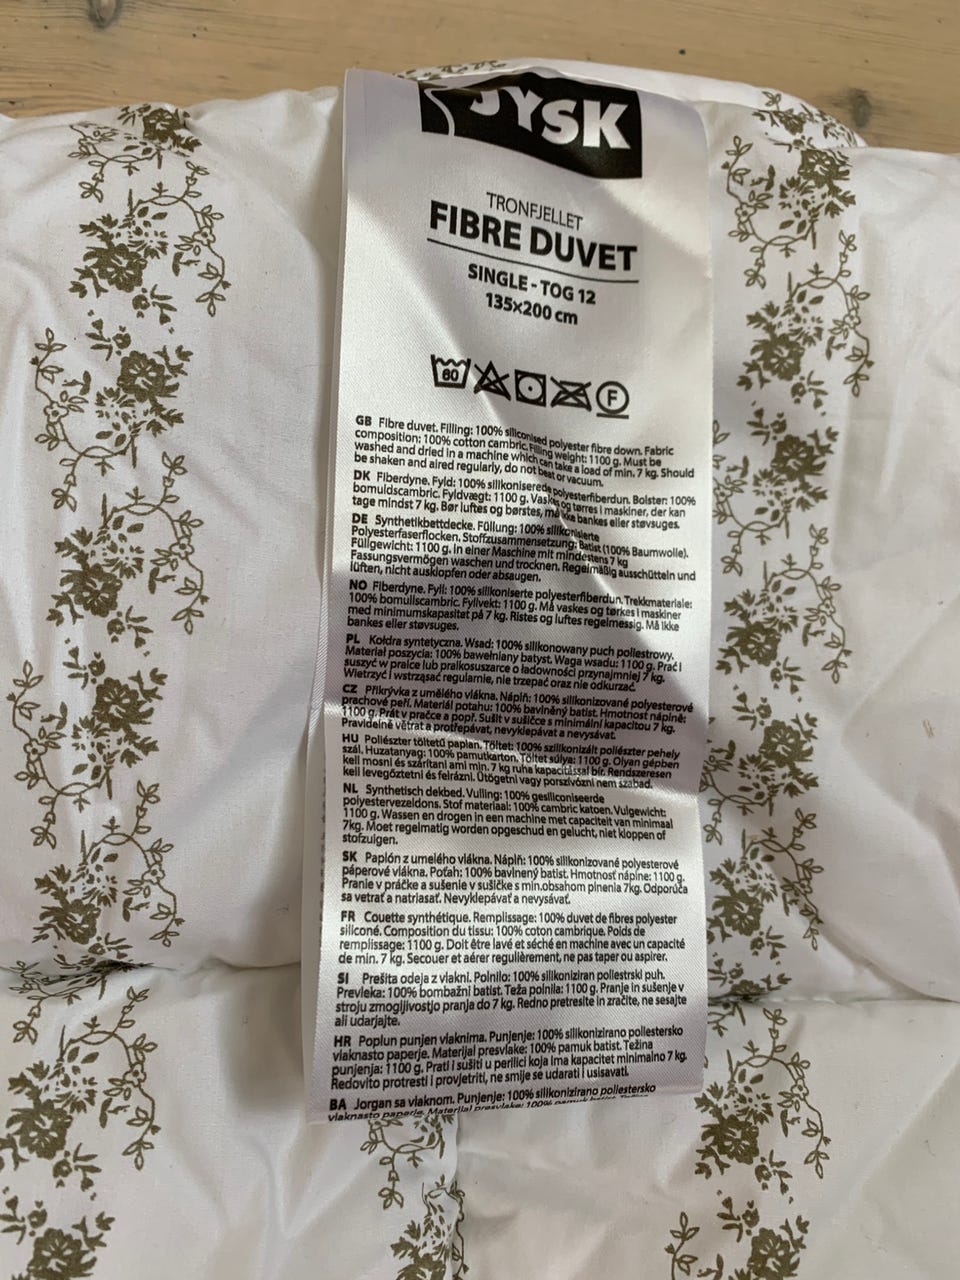 JYSK
TRONFJELLET
FIBRE DUVET
SINGLE - TOG 12
135x200 cm
60
F
GB Fibre duvet. Filling: 100% siliconised polyester fibre down. Fabric
composition: 100% cotton cambric. Filling weight: 1100 g. Must be
washed and dried in a machine which can take a load of min. 7 kg. Should
be shaken and aired regularly, do not beat or vacuum.
DK Fiberdyne. Fyld: 100% silikoniserede polyesterfiberdun. Bolster: 100%
bomuldscambric. Fyldvægt: 1100 g. Vaskes og tørres i maskiner, der kan
tage mindst 7 kg. Bør luftes og børstes, må ikke bankes eller støvsuges.
DE Synthetikbettdecke. Füllung: 100% silikonisierte
Polyesterfaserflocken. Stoffzusammensetzung: Batist (100% Baumwolle).
Füllgewicht: 1100 g. In einer Maschine mit mindestens 7 kg
Fassungsvermögen waschen und trocknen. Regelmäßig ausschütteln und
lüften, nicht ausklopfen oder absaugen.
NO Fiberdyne. Fyll: 100% silikoniserte polyesterfiberdun. Trekkmateriale:
100% bomullscambric. Fyllvekt: 1100 g. Må vaskes og tørkes i maskiner
med minimumskapasitet på 7 kg. Ristes og luftes regelmessig. Må ikke
bankes eller støvsuges.
PL Kołdra syntetyczna. Wsad: 100% silikonowany puch poliestrowy.
Materiał poszycia: 100% bawełniany batyst. Waga wsadu: 1100 g. Prać i
suszyć w pralce lub pralkosuszarce o ładowności przynajmniej 7 kg.
Wietrzyć i wstrząsać regularnie, nie trzepać oraz nie odkurzać.
CZ Přikrývka z umělého vlákna. Náplň: 100% silikonizované polyesterové
prachové peří. Materiál potahu: 100% bavlněný batist. Hmotnost náplně:
1100 g. Prát v pračce a popř. Sušit v sušičce s minimální kapacitou 7 kg.
Pravidelně větrat a protřepávat, nevyklepávat a nevysávat.
HU Poliészter töltetű paplan. Töltet: 100% szilikonizált poliészter pehely
szál. Huzatanyag: 100% pamutkarton. Töltet súlya: 1100 g. Olyan gépben
kell mosni és szárítani ami min. 7 kg ruha kapacitással bír. Rendszeresen
kell levegőztetni és felrázni. Ütögetni vagy porszívózni nem szabad.
NL Synthetisch dekbed. Vulling: 100% gesiliconiseerde
polyestervezeldons. Stof materiaal: 100% cambric katoen. Vulgewicht:
1100 g. Wassen en drogen in een machine met capaciteit van minimaal
7kg. Moet regelmatig worden opgeschud en gelucht, niet kloppen of
stofzuigen.
SK Paplón z umelého vlákna. Náplň: 100% silikonizované polyesterové
páperové vlákna. Poťah: 100% bavlnený batist. Hmotnosť nápine: 1100 g.
Pranie v práčke a sušenie v sušičke s min.obsahom plnenia 7kg. Odporúča
sa vetrať a natriasať. Nevyklepávať a nevysávať.
FR Couette synthétique. Remplissage: 100% duvet de fibres polyester
siliconé. Composition du tissu: 100% coton cambrique. Poids de
remplissage: 1100 g. Doit être lavé et séché en machine avec un capacité
de min. 7 kg. Secouer et aérer regulièrement, ne pas taper ou aspirer.
SI Prešita odeja z vlakni. Polnilo: 100% silikoniziran poliestrski puh.
Prevleka: 100% bombažni batist. Teža polnila: 1100 g. Pranje in sušenje v
stroju zmogljivostjo pranja do 7 kg. Redno pretresite in zračite, ne sesajte
ali udarjajte.
HR Poplun punjen vlaknima. Punjenje: 100% silikonizirano poliestersko
vlaknasto paperje. Materijal presvlake: 100% pamuk batist. Težina
punjenja: 1100 g. Prati i sušiti u perilici koja ima kapacitet minimalno 7 kg.
Redovito protresti i provjetriti, ne smije se udarati i usisavati.
BA Jorgan sa vlaknom. Punjenje: 100% silikonizirano poliestersko
vlaknasto paperje. Materijal presvlake: 100% pamuk batist. Težina